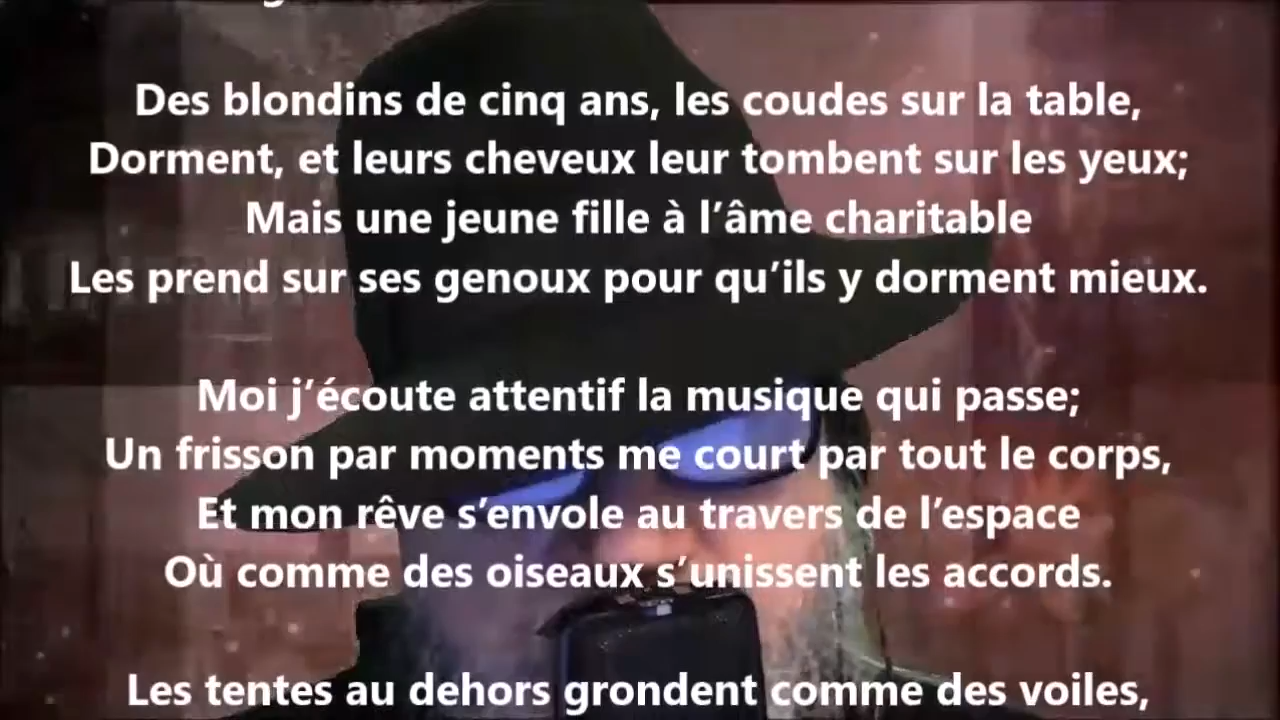 Des blondins de cinq ans, les coudes sur la table,
Dorment, et leurs cheveux leur tombent sur les yeux;
Mais une jeune fille à l’âme charitable
Les prend sur ses genoux pour qu’ils y dorment mieux.
Moi j’écoute attentif la musique qui passe;
Un frisson par moments me court par tout le corps,
Et mon rêve s’envole au travers de l’espace
Où comme des oiseaux s’unissent les accords.
Les tentes au dehors grondent comme des voiles,